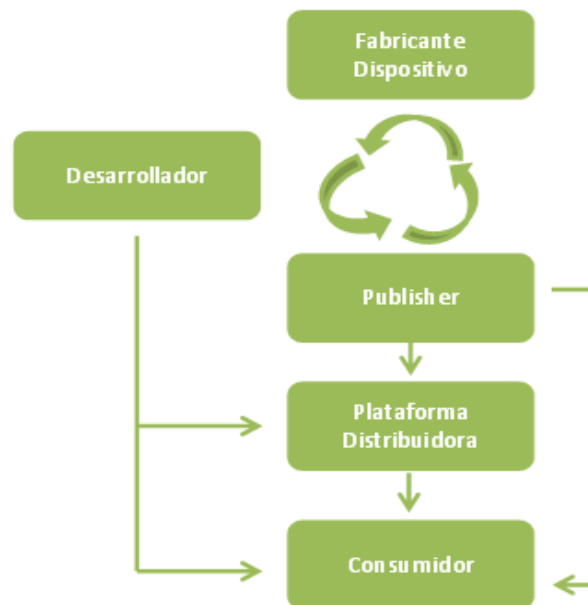 Fabricante
Dispositivo
Desarrollador
Publisher
Plataforma
Distribuidora
Consumidor